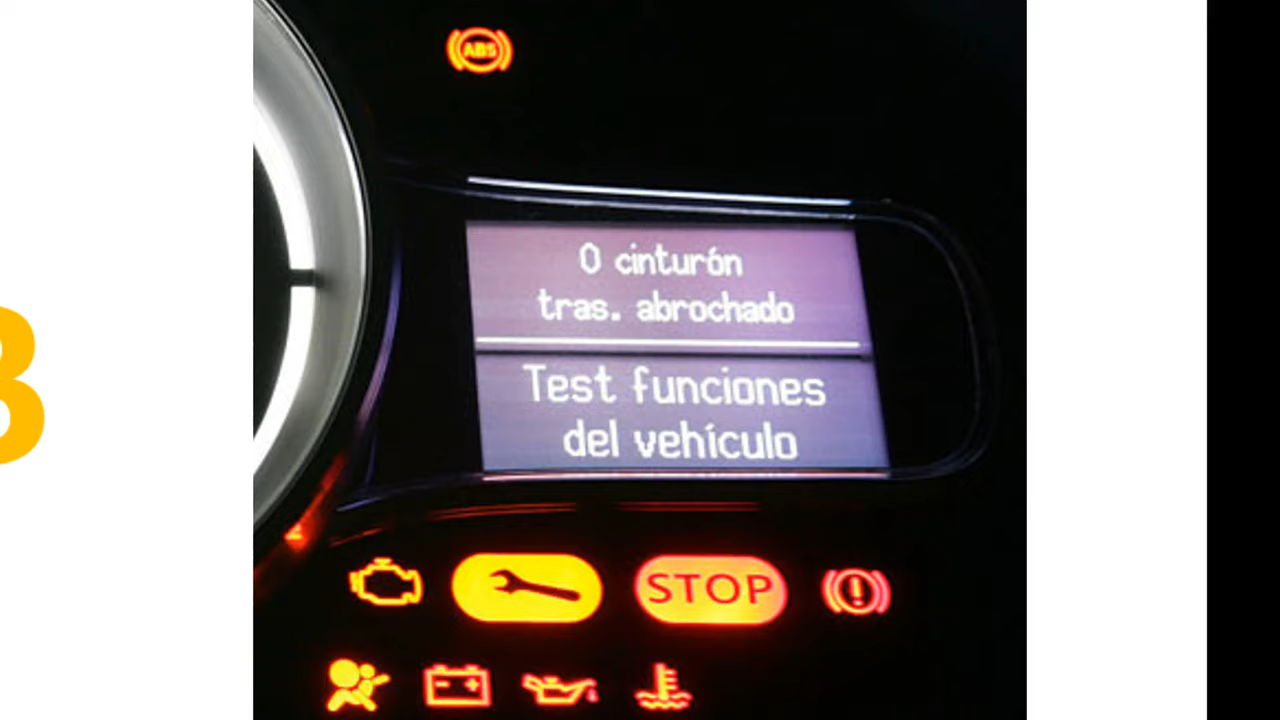 ABS
0 cinturón
tras. abrochado
Test funciones
del vehículo
STOP